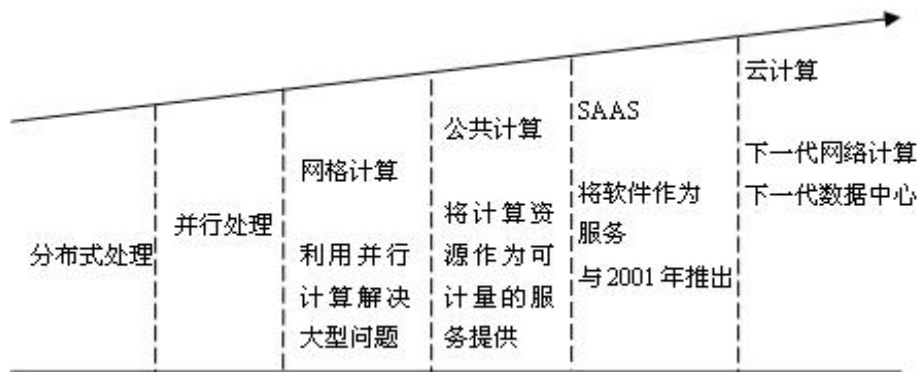 分布式处理
并行处理
网格计算
利用并行
计算解决
大型问题
公共计算
将计算资
源作为可
计量的服
务提供
SAAS
将软件作为
服务
与2001年推出
云计算
下一代网络计算
下一代数据中心